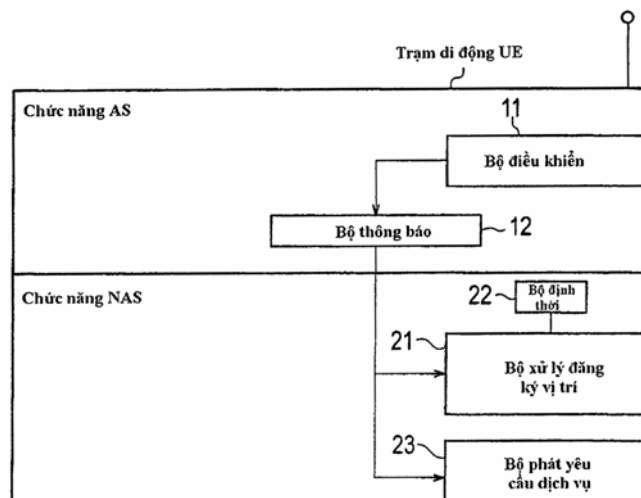 Trạm di động UE
Chức năng AS
11
Bộ điều khiển
Bộ thông báo
12
Chức năng NAS
22
Bộ định
thời
21
Bộ xử lý đăng
ký vị trí
23
Bộ phát yêu
cầu dịch vụ